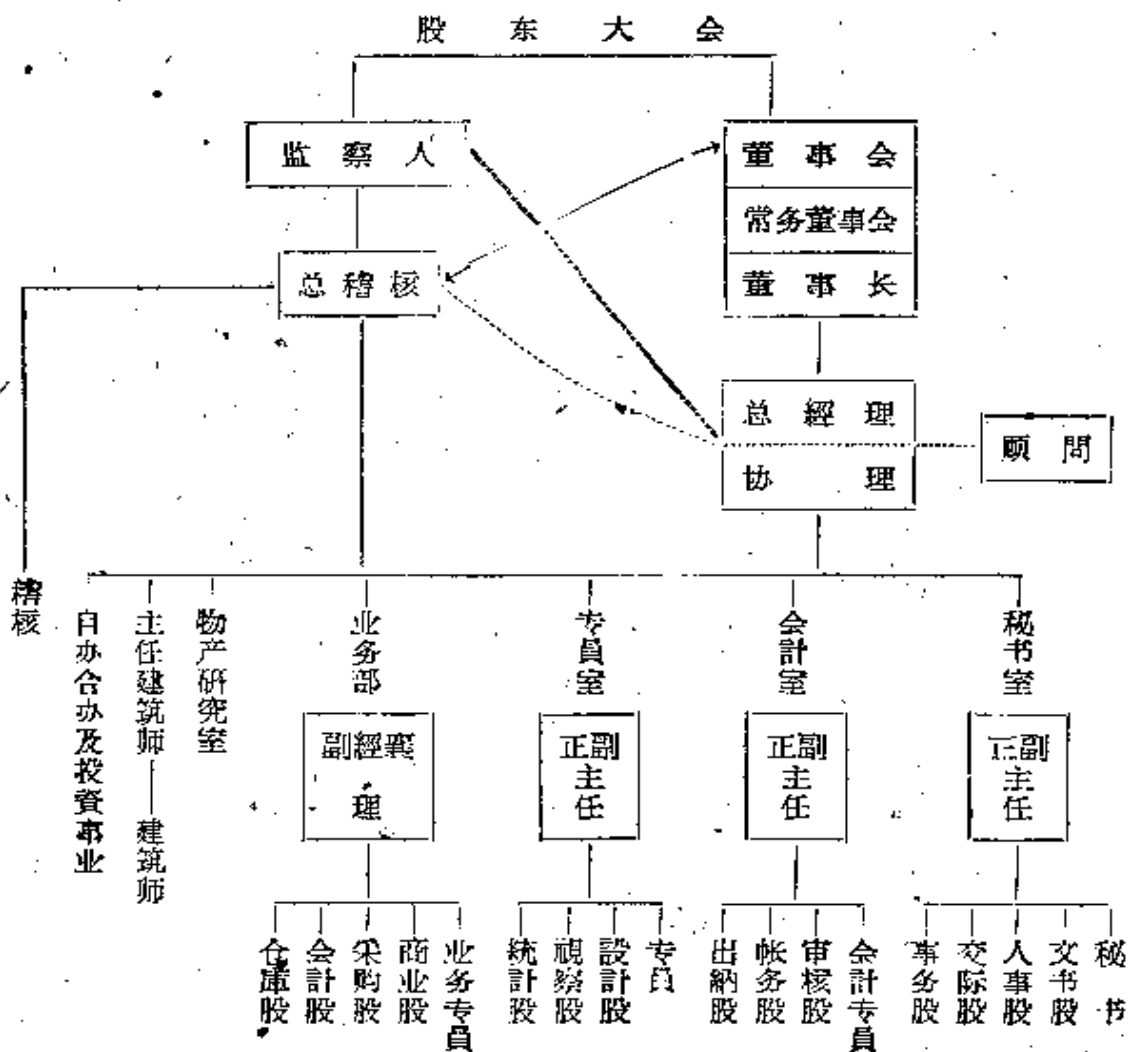 股东大会
监察人
董事会
常务董事会
董事长
总稽核
总經理
协理
顾問
稽核
自办合办及投資事业
主任建筑师——建筑师
物产研究室
业务部
专員室
会計室
秘书室
副經襄理
正副主任
正副主任
正副主任
仓庫股
会計股
采购股
商业股
业务专員
統計股
視察股
設計股
专員
出納股
帐务股
审核股
会計专員
事务股
交际股
人事股
文书股
秘书